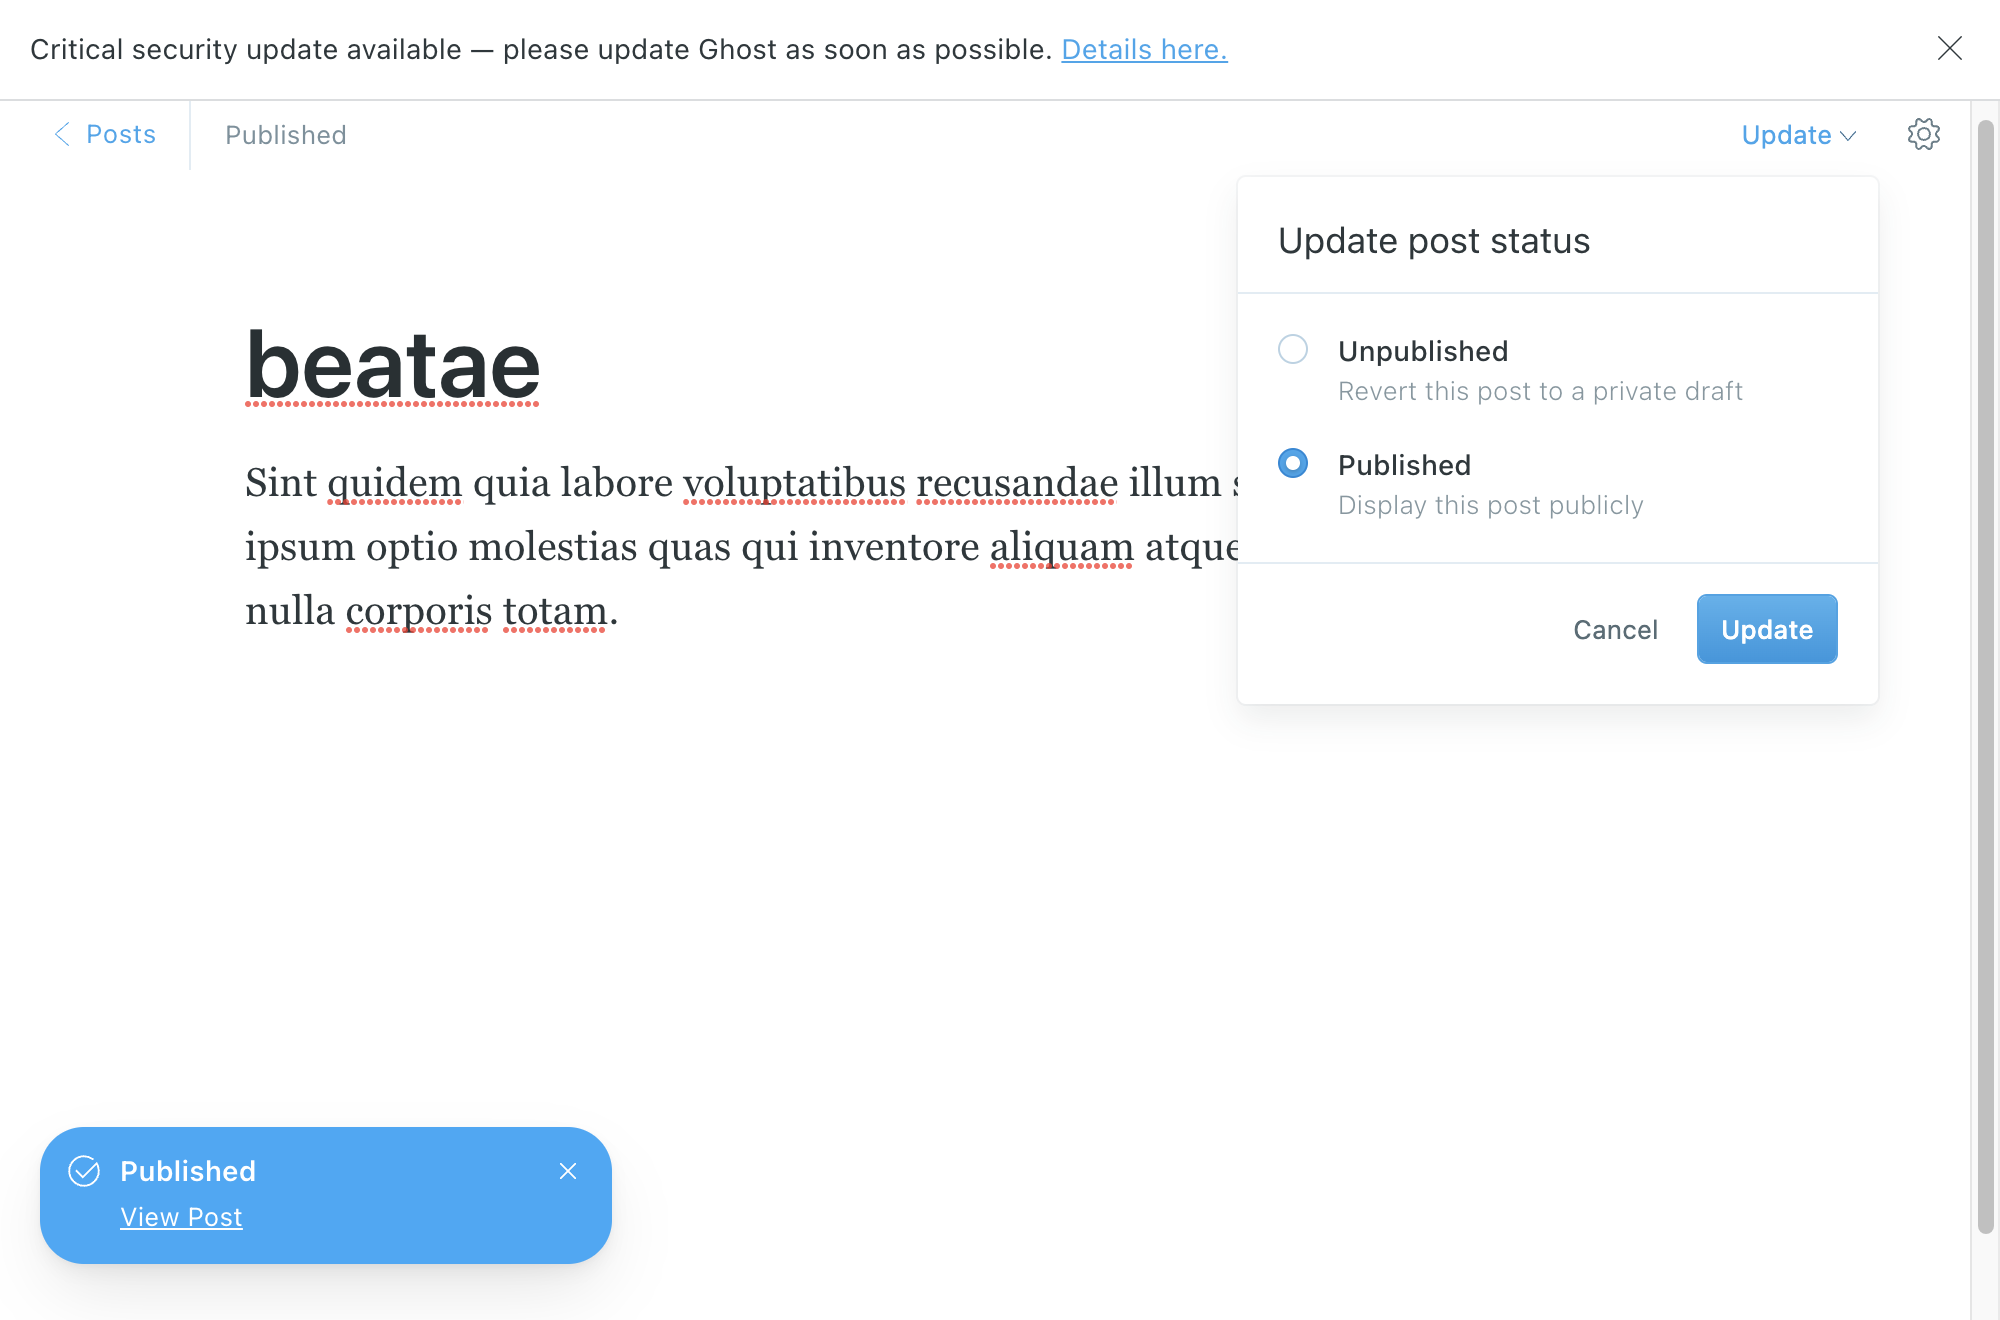 Critical security update available — please update Ghost as soon as possible. Details here.
Posts
Published
Update
Update post status
Unpublished
Revert this post to a private draft
Published
Display this post publicly
Cancel
Update
beatae
Sint quidem quia labore voluptatibus recusandae illum
ipsum optio molestias quas qui inventore aliquam atque
nulla corporis totam.
Published
View Post